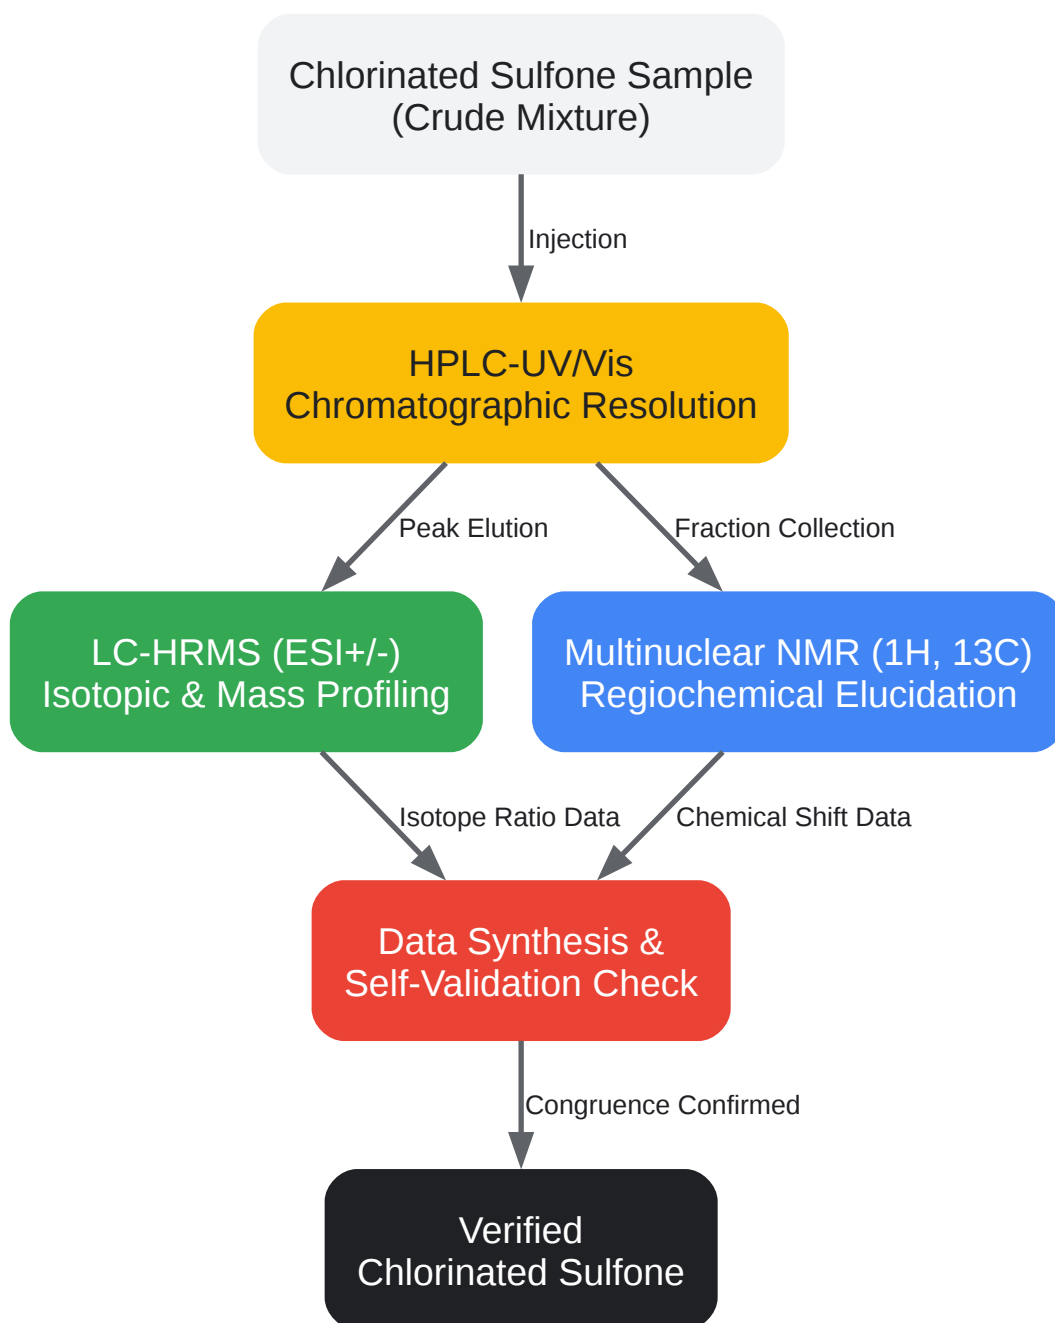 Chlorinated Sulfone Sample
(Crude Mixture)
Injection
HPLC-UV/Vis
Chromatographic Resolution
Peak Elution
Fraction Collection
LC-HRMS (ESI+/-)
Isotopic & Mass Profiling
Multinuclear NMR (1H, 13C)
Regiochemical Elucidation
Isotope Ratio Data
Chemical Shift Data
Data Synthesis &
Self-Validation Check
Congruence Confirmed
Verified
Chlorinated Sulfone